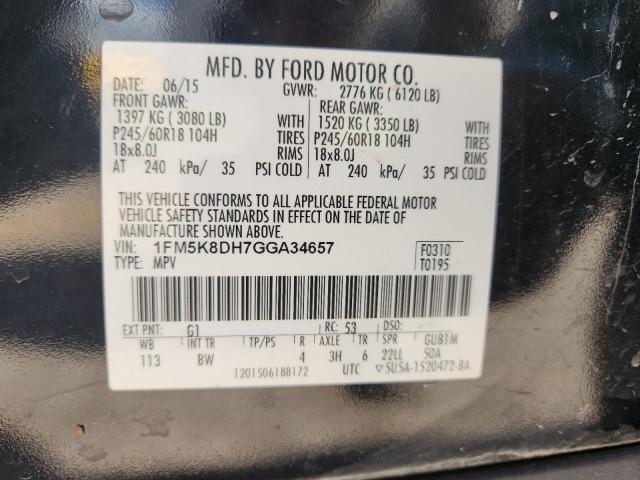 MFD. BY FORD MOTOR CO.
DATE: 06/15 GVWR: 2776 KG ( 6120 LB)
FRONT GAWR: REAR GAWR:
1397 KG ( 3080 LB) WITH 1520 KG ( 3350 LB) WITH
P245/60R18 104H TIRES P245/60R18 104H TIRES
18x8.0J RIMS 18x8.0J RIMS
AT 240 kPa/ 35 PSI COLD AT 240 kPa/ 35 PSI COLD
THIS VEHICLE CONFORMS TO ALL APPLICABLE FEDERAL MOTOR
VEHICLE SAFETY STANDARDS IN EFFECT ON THE DATE OF
MANUFACTURE SHOWN ABOVE.
VIN: 1FM5K8DH7GGA34657 F0310
TYPE: MPV T0195
EXT PNT: G1 RC: 53 DSO:
WB INT TR TP/PS R AXLE TR SPR GUB1M
113 BW 4 3H 6 22LL 50A
1201506188172 UTC ▽5U5A-1520472-BA